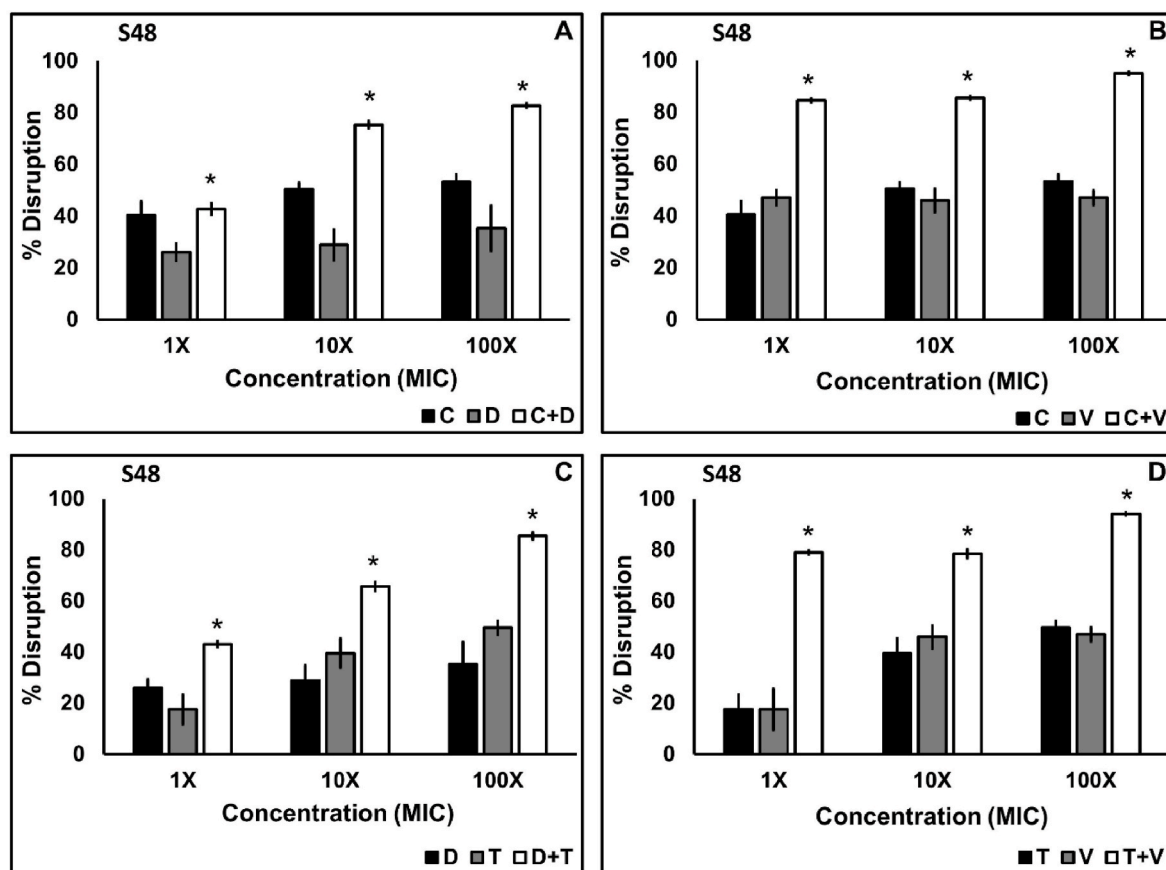 S48 A
100
80
60
40
20
0
% Disruption
*
*
*
1X 10X 100X
Concentration (MIC)
C D C+D
S48 B
100
80
60
40
20
0
% Disruption
*
*
*
1X 10X 100X
Concentration (MIC)
C V C+V
S48 C
100
80
60
40
20
0
% Disruption
*
*
*
1X 10X 100X
Concentration (MIC)
D T D+T
S48 D
100
80
60
40
20
0
% Disruption
*
*
*
1X 10X 100X
Concentration (MIC)
T V T+V